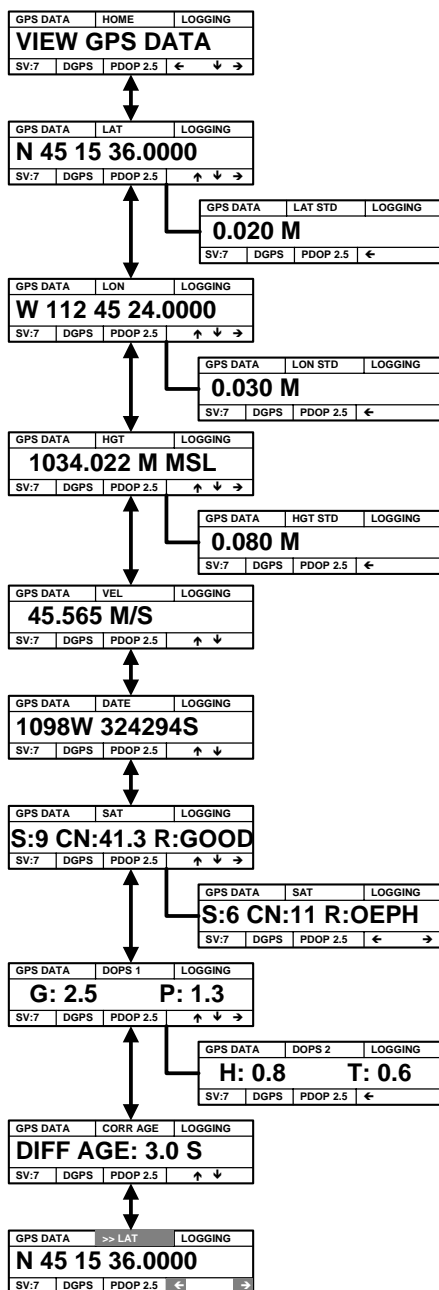 GPS DATA HOME LOGGING
VIEW GPS DATA
SV:7 DGPS PDOP 2.5 ← ↓ →
GPS DATA LAT LOGGING
N 45 15 36.0000
SV:7 DGPS PDOP 2.5 ↑ ↓ →
GPS DATA LAT STD LOGGING
0.020 M
SV:7 DGPS PDOP 2.5 ←
GPS DATA LON LOGGING
W 112 45 24.0000
SV:7 DGPS PDOP 2.5 ↑ ↓ →
GPS DATA LON STD LOGGING
0.030 M
SV:7 DGPS PDOP 2.5 ←
GPS DATA HGT LOGGING
1034.022 M MSL
SV:7 DGPS PDOP 2.5 ↑ ↓ →
GPS DATA HGT STD LOGGING
0.080 M
SV:7 DGPS PDOP 2.5 ←
GPS DATA VEL LOGGING
45.565 M/S
SV:7 DGPS PDOP 2.5 ↑ ↓
GPS DATA DATE LOGGING
1098W 324294S
SV:7 DGPS PDOP 2.5 ↑ ↓
GPS DATA SAT LOGGING
S:9 CN:41.3 R:GOOD
SV:7 DGPS PDOP 2.5 ↑ ↓ →
GPS DATA SAT LOGGING
S:6 CN:11 R:OEPH
SV:7 DGPS PDOP 2.5 ← →
GPS DATA DOPS 1 LOGGING
G: 2.5 P: 1.3
SV:7 DGPS PDOP 2.5 ↑ ↓ →
GPS DATA DOPS 2 LOGGING
H: 0.8 T: 0.6
SV:7 DGPS PDOP 2.5 ←
GPS DATA CORR AGE LOGGING
DIFF AGE: 3.0 S
SV:7 DGPS PDOP 2.5 ↑ ↓
GPS DATA >> LAT LOGGING
N 45 15 36.0000
SV:7 DGPS PDOP 2.5 ← →